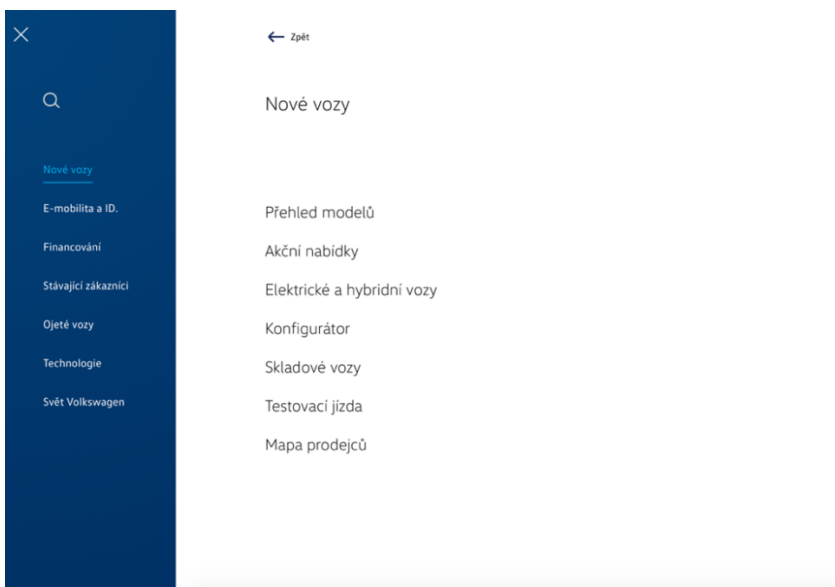 Nové vozy
E-mobilita a ID.
Financování
Stávající zákazníci
Ojeté vozy
Technologie
Svět Volkswagen
Zpět
Nové vozy
Přehled modelů
Akční nabídky
Elektrické a hybridní vozy
Konfigurátor
Skladové vozy
Testovací jízda
Mapa prodejců